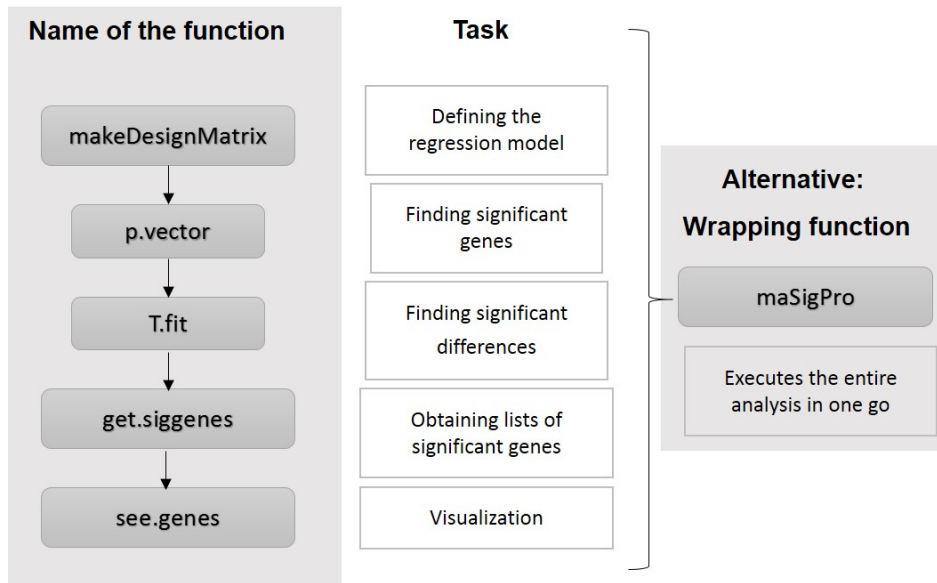 Name of the function
Task
makeDesignMatrix
Defining the
regression model
p.vector
Finding significant
genes
T.fit
Finding significant
differences
get.siggenes
Obtaining lists of
significant genes
see.genes
Visualization
Alternative:
Wrapping function
maSigPro
Executes the entire
analysis in one go